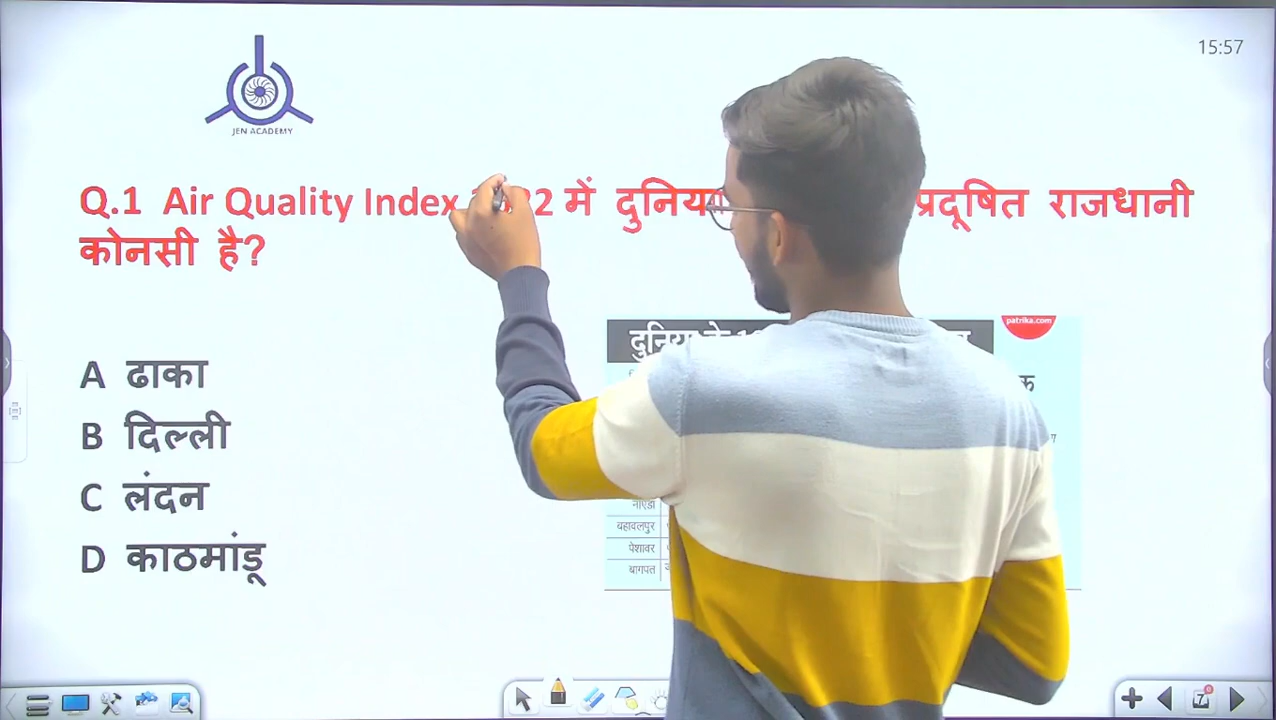 15:57
JEN ACADEMY
Q.1 Air Quality Index में प्रदूषित राजधानी
कोनसी है?
patrika.com
A ढाका
B दिल्ली
C लंदन
D काठमांडू
नोएडा
बहावलपुर
पेशावर
बागपत